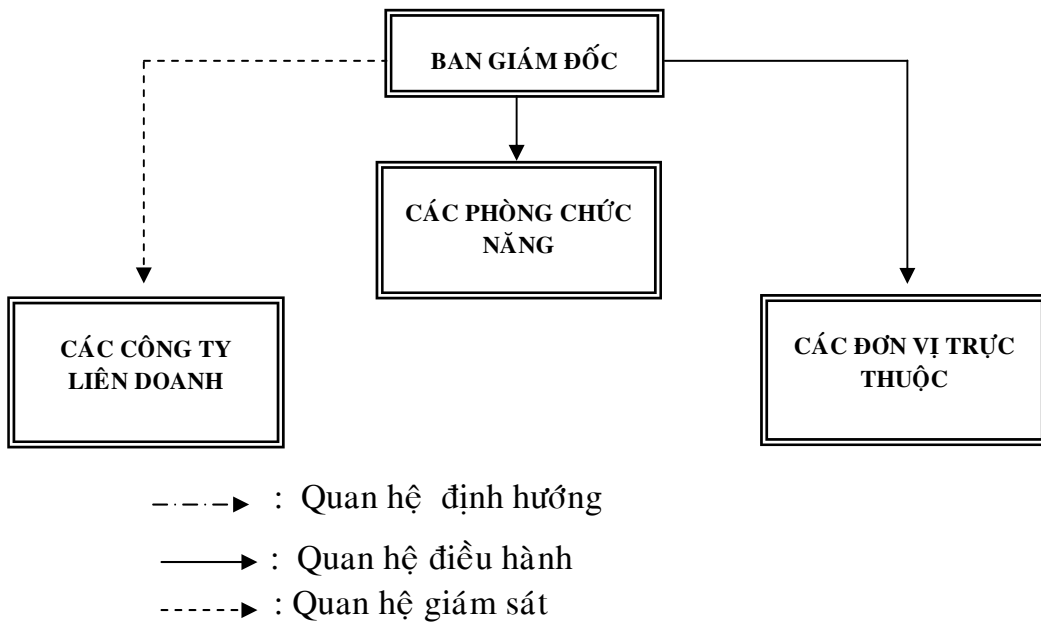 BAN GIÁM ĐỐC
CÁC PHÒNG CHỨC
NĂNG
CÁC CÔNG TY
LIÊN DOANH
CÁC ĐƠN VỊ TRỰC
THUỘC
: Quan hệ định hướng
: Quan hệ điều hành
: Quan hệ giám sát